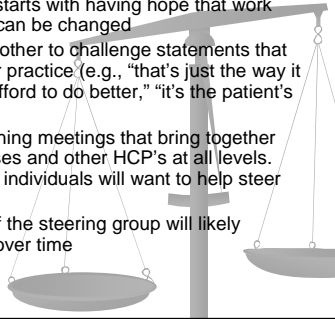 starts with having hope that work
can be changed
other to challenge statements that
r practice (e.g., “that’s just the way it
fford to do better,” “it’s the patient’s
ning meetings that bring together
ses and other HCP’s at all levels.
individuals will want to help steer
f the steering group will likely
over time